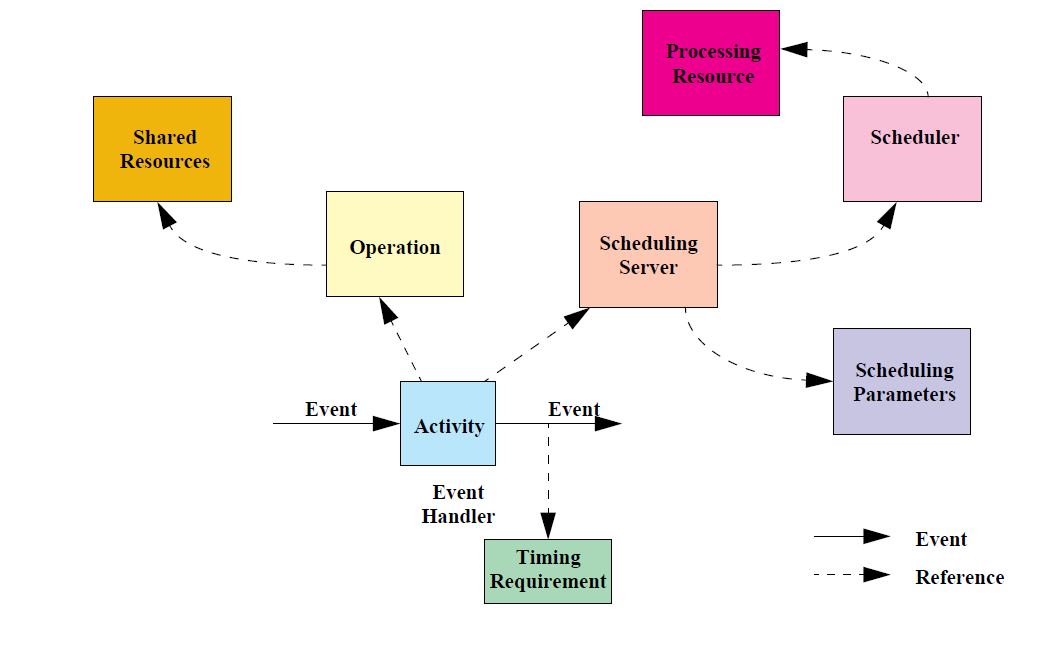 Processing
Resource
Shared
Resources
Scheduler
Operation
Scheduling
Server
Scheduling
Parameters
Event
Activity
Event
Event
Handler
Timing
Requirement
Event
Reference